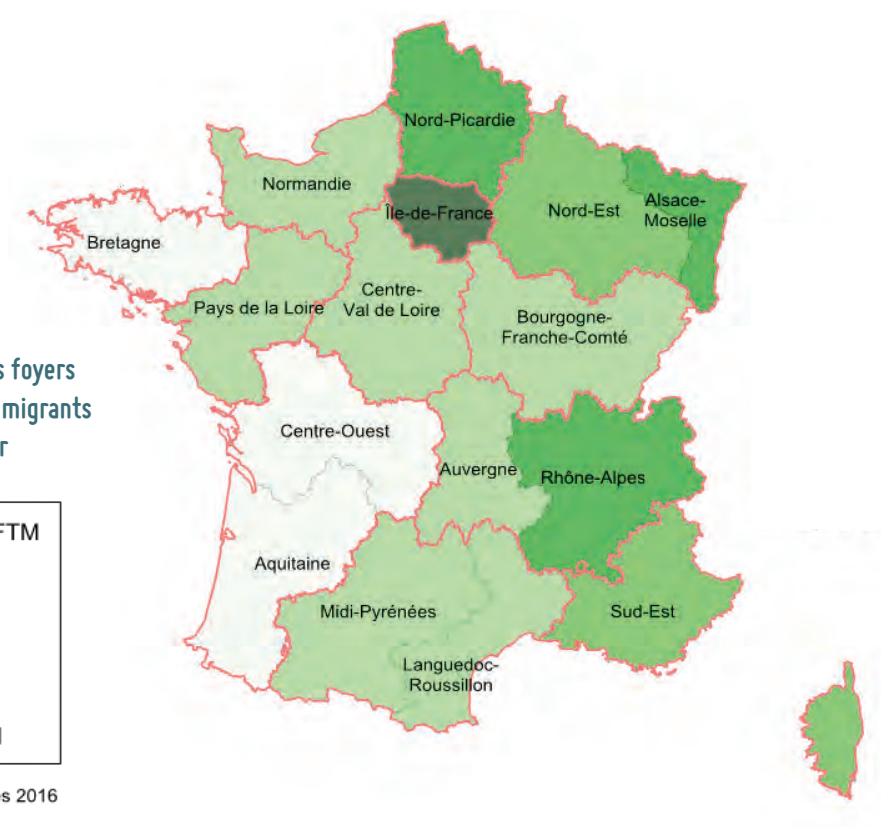 Nord-Picardie
Normandie
Île-de-France
Nord-Est
Alsace-
Moselle
Bretagne
Pays de la Loire
Centre-
Val de Loire
Bourgogne-
Franche-Comté
s foyers
migrants
r
Centre-Ouest
Auvergne
Rhône-Alpes
FTM
Aquitaine
Midi-Pyrénées
Sud-Est
Languedoc-
Roussillon
es 2016